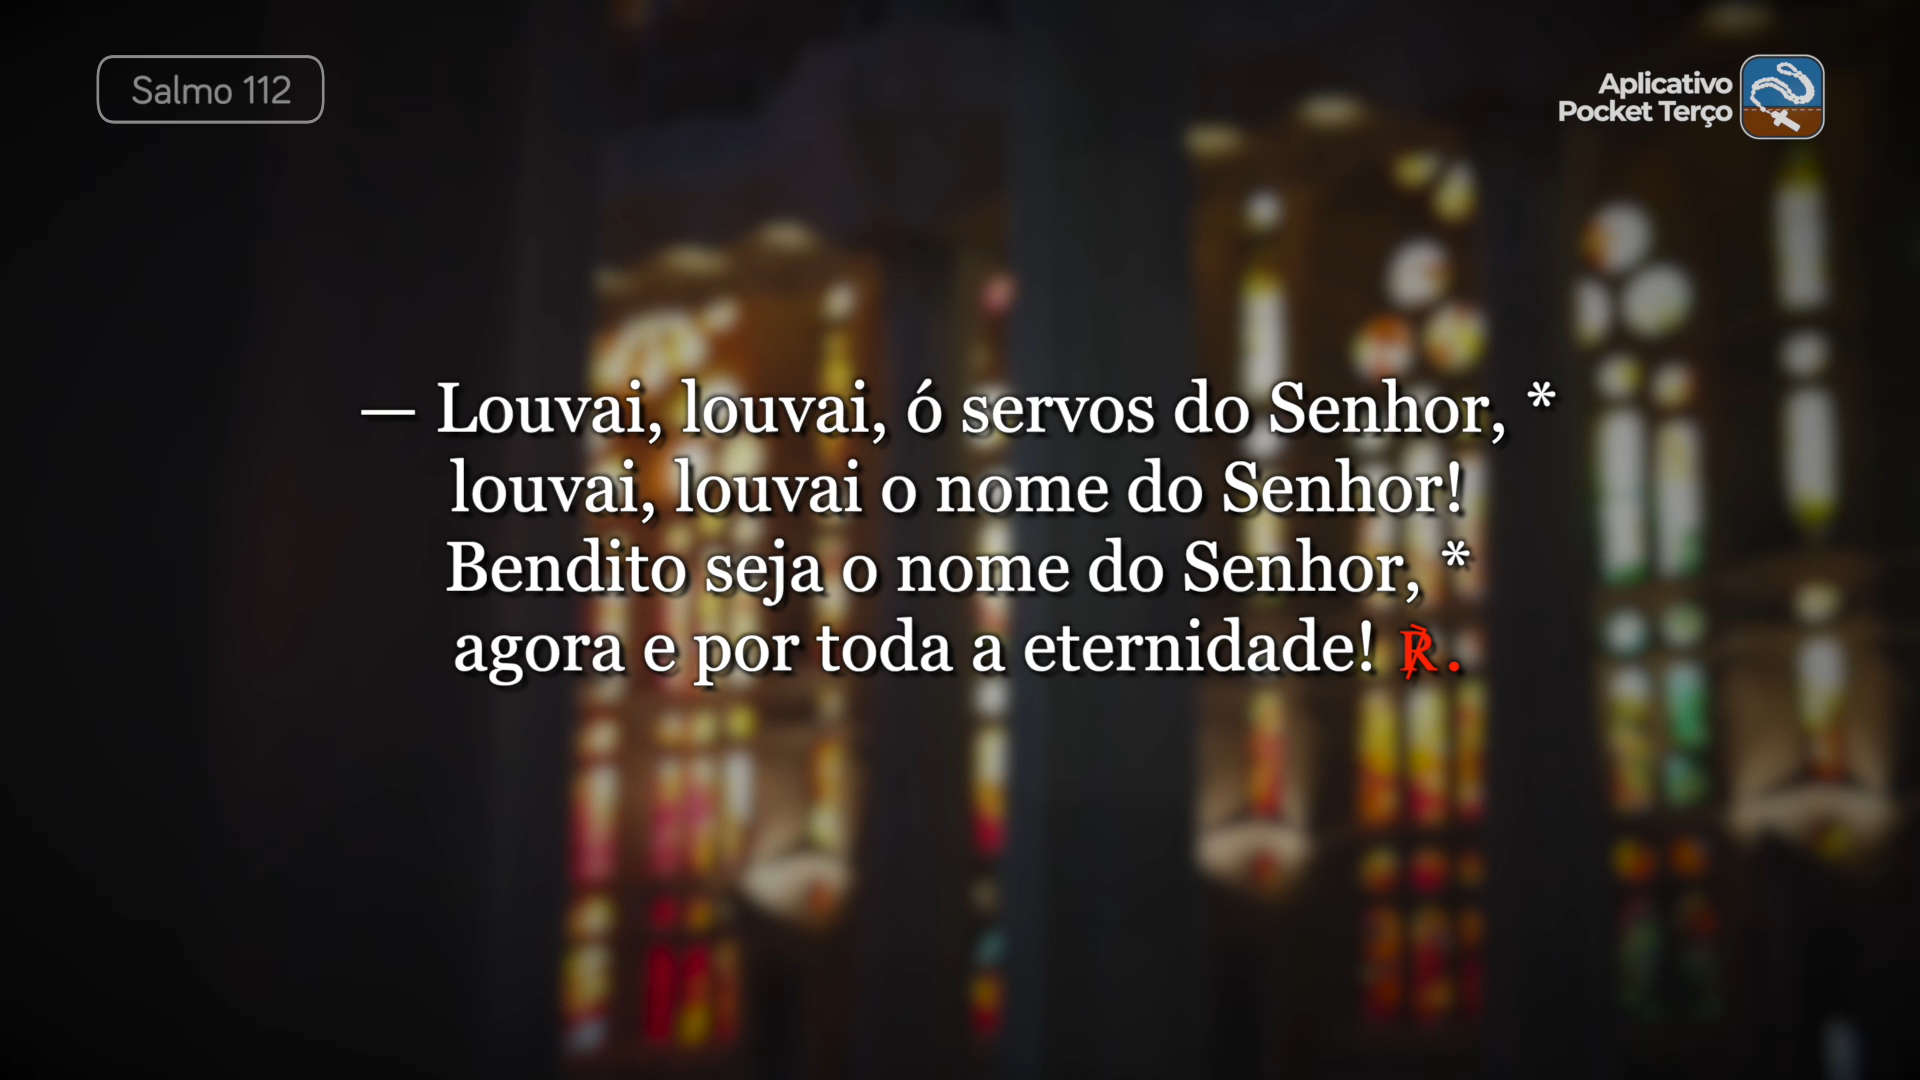 Salmo 112
Aplicativo
Pocket Terço
— Louvai, louvai, ó servos do Senhor, *
louvai, louvai o nome do Senhor!
Bendito seja o nome do Senhor, *
agora e por toda a eternidade! ℟.